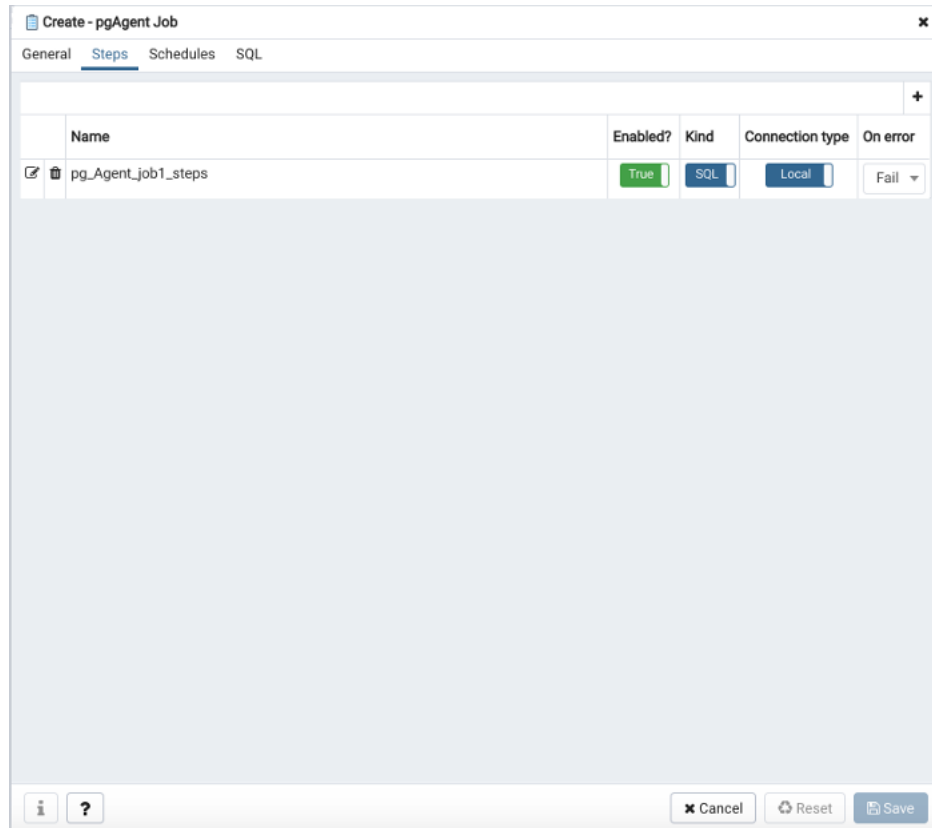 Create - pgAgent Job
General Steps Schedules SQL
Name Enabled? Kind Connection type On error
pg_Agent_job1_steps True SQL Local Fail
i ? Cancel Reset Save